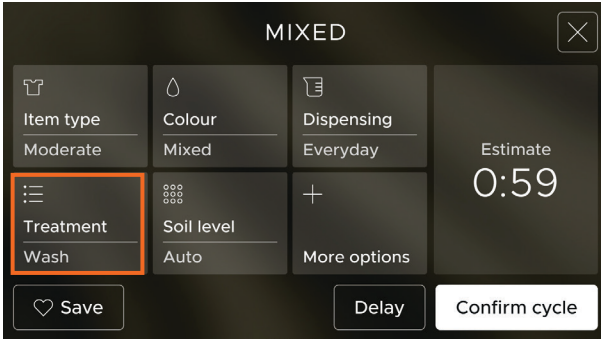 MIXED
Item type
Moderate
Colour
Mixed
Dispensing
Everyday
Estimate
0:59
Treatment
Wash
Soil level
Auto
More options
Save
Delay
Confirm cycle